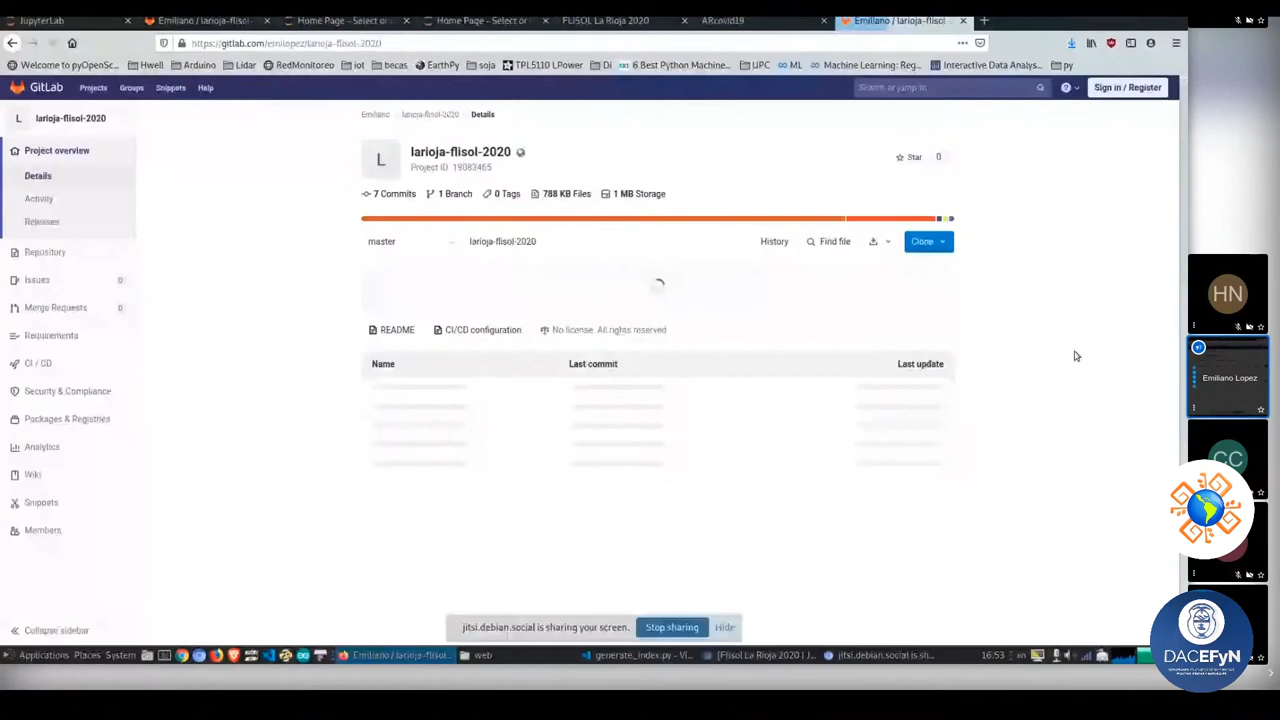 JupyterLab
Emiliano / larioja-flisol-
Home Page - Select or
Home Page - Select or
FLISOL La Rioja 2020
ARcovid19
Emiliano / larioja-flisol-
https://gitlab.com/emilopez/larioja-flisol-2020
Welcome to pyOpenSc... Hwell Arduino Lidar RedMonitoreo iot becas EarthPy soja TPL5110 LPower Di 6 Best Python Machine... UPC ML Machine Learning: Reg... Interactive Data Analys... py
GitLab Projects Groups Snippets Help Search or jump to... Sign in / Register
L larioja-flisol-2020
Emiliano larioja-flisol-2020 Details
Project overview
Details
Activity
Releases
Repository
Issues 0
Merge Requests 0
Requirements
CI / CD
Security & Compliance
Packages & Registries
Analytics
Wiki
Snippets
Members
Collapse sidebar
L larioja-flisol-2020
Project ID: 19083465
Star 0
7 Commits 1 Branch 0 Tags 788 KB Files 1 MB Storage
master larioja-flisol-2020 History Find file Clone
README CI/CD configuration No license. All rights reserved
Name Last commit Last update
HN
Emiliano Lopez
CC
jitsi.debian.social is sharing your screen. Stop sharing Hide
Applications Places System Emiliano / larioja-flisol... web generate_index.py - Vi... [Flisol La Rioja 2020 | J... jitsi.debian.social is sh... 16:53 en
DACEFyN